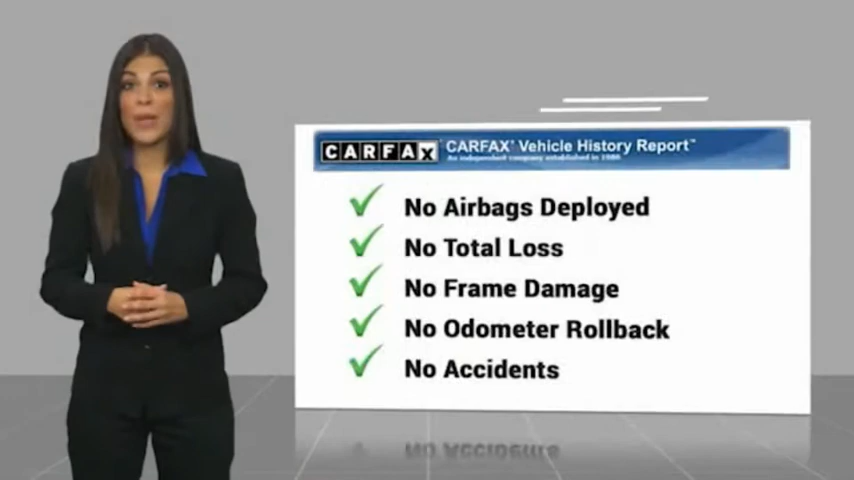 CARFAX CARFAX Vehicle History Report™
An independent company established in 1986
No Airbags Deployed
No Total Loss
No Frame Damage
No Odometer Rollback
No Accidents